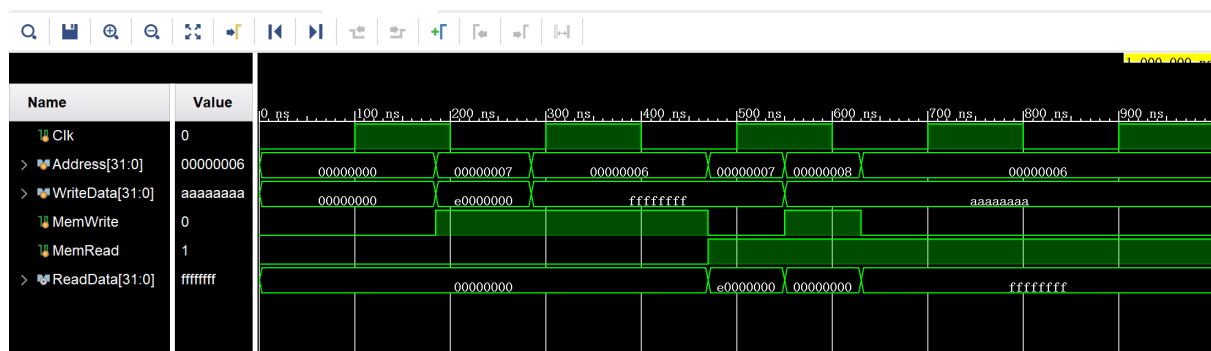 1,000,000 ns
Name Value
0 ns 100 ns 200 ns 300 ns 400 ns 500 ns 600 ns 700 ns 800 ns 900 ns
Clk 0
Address[31:0] 00000006 00000000 00000007 00000006 00000007 00000008 00000006
WriteData[31:0] aaaaaaaa 00000000 e0000000 ffffffff aaaaaaaa
MemWrite 0
MemRead 1
ReadData[31:0] ffffffff 00000000 e0000000 00000000 ffffffff